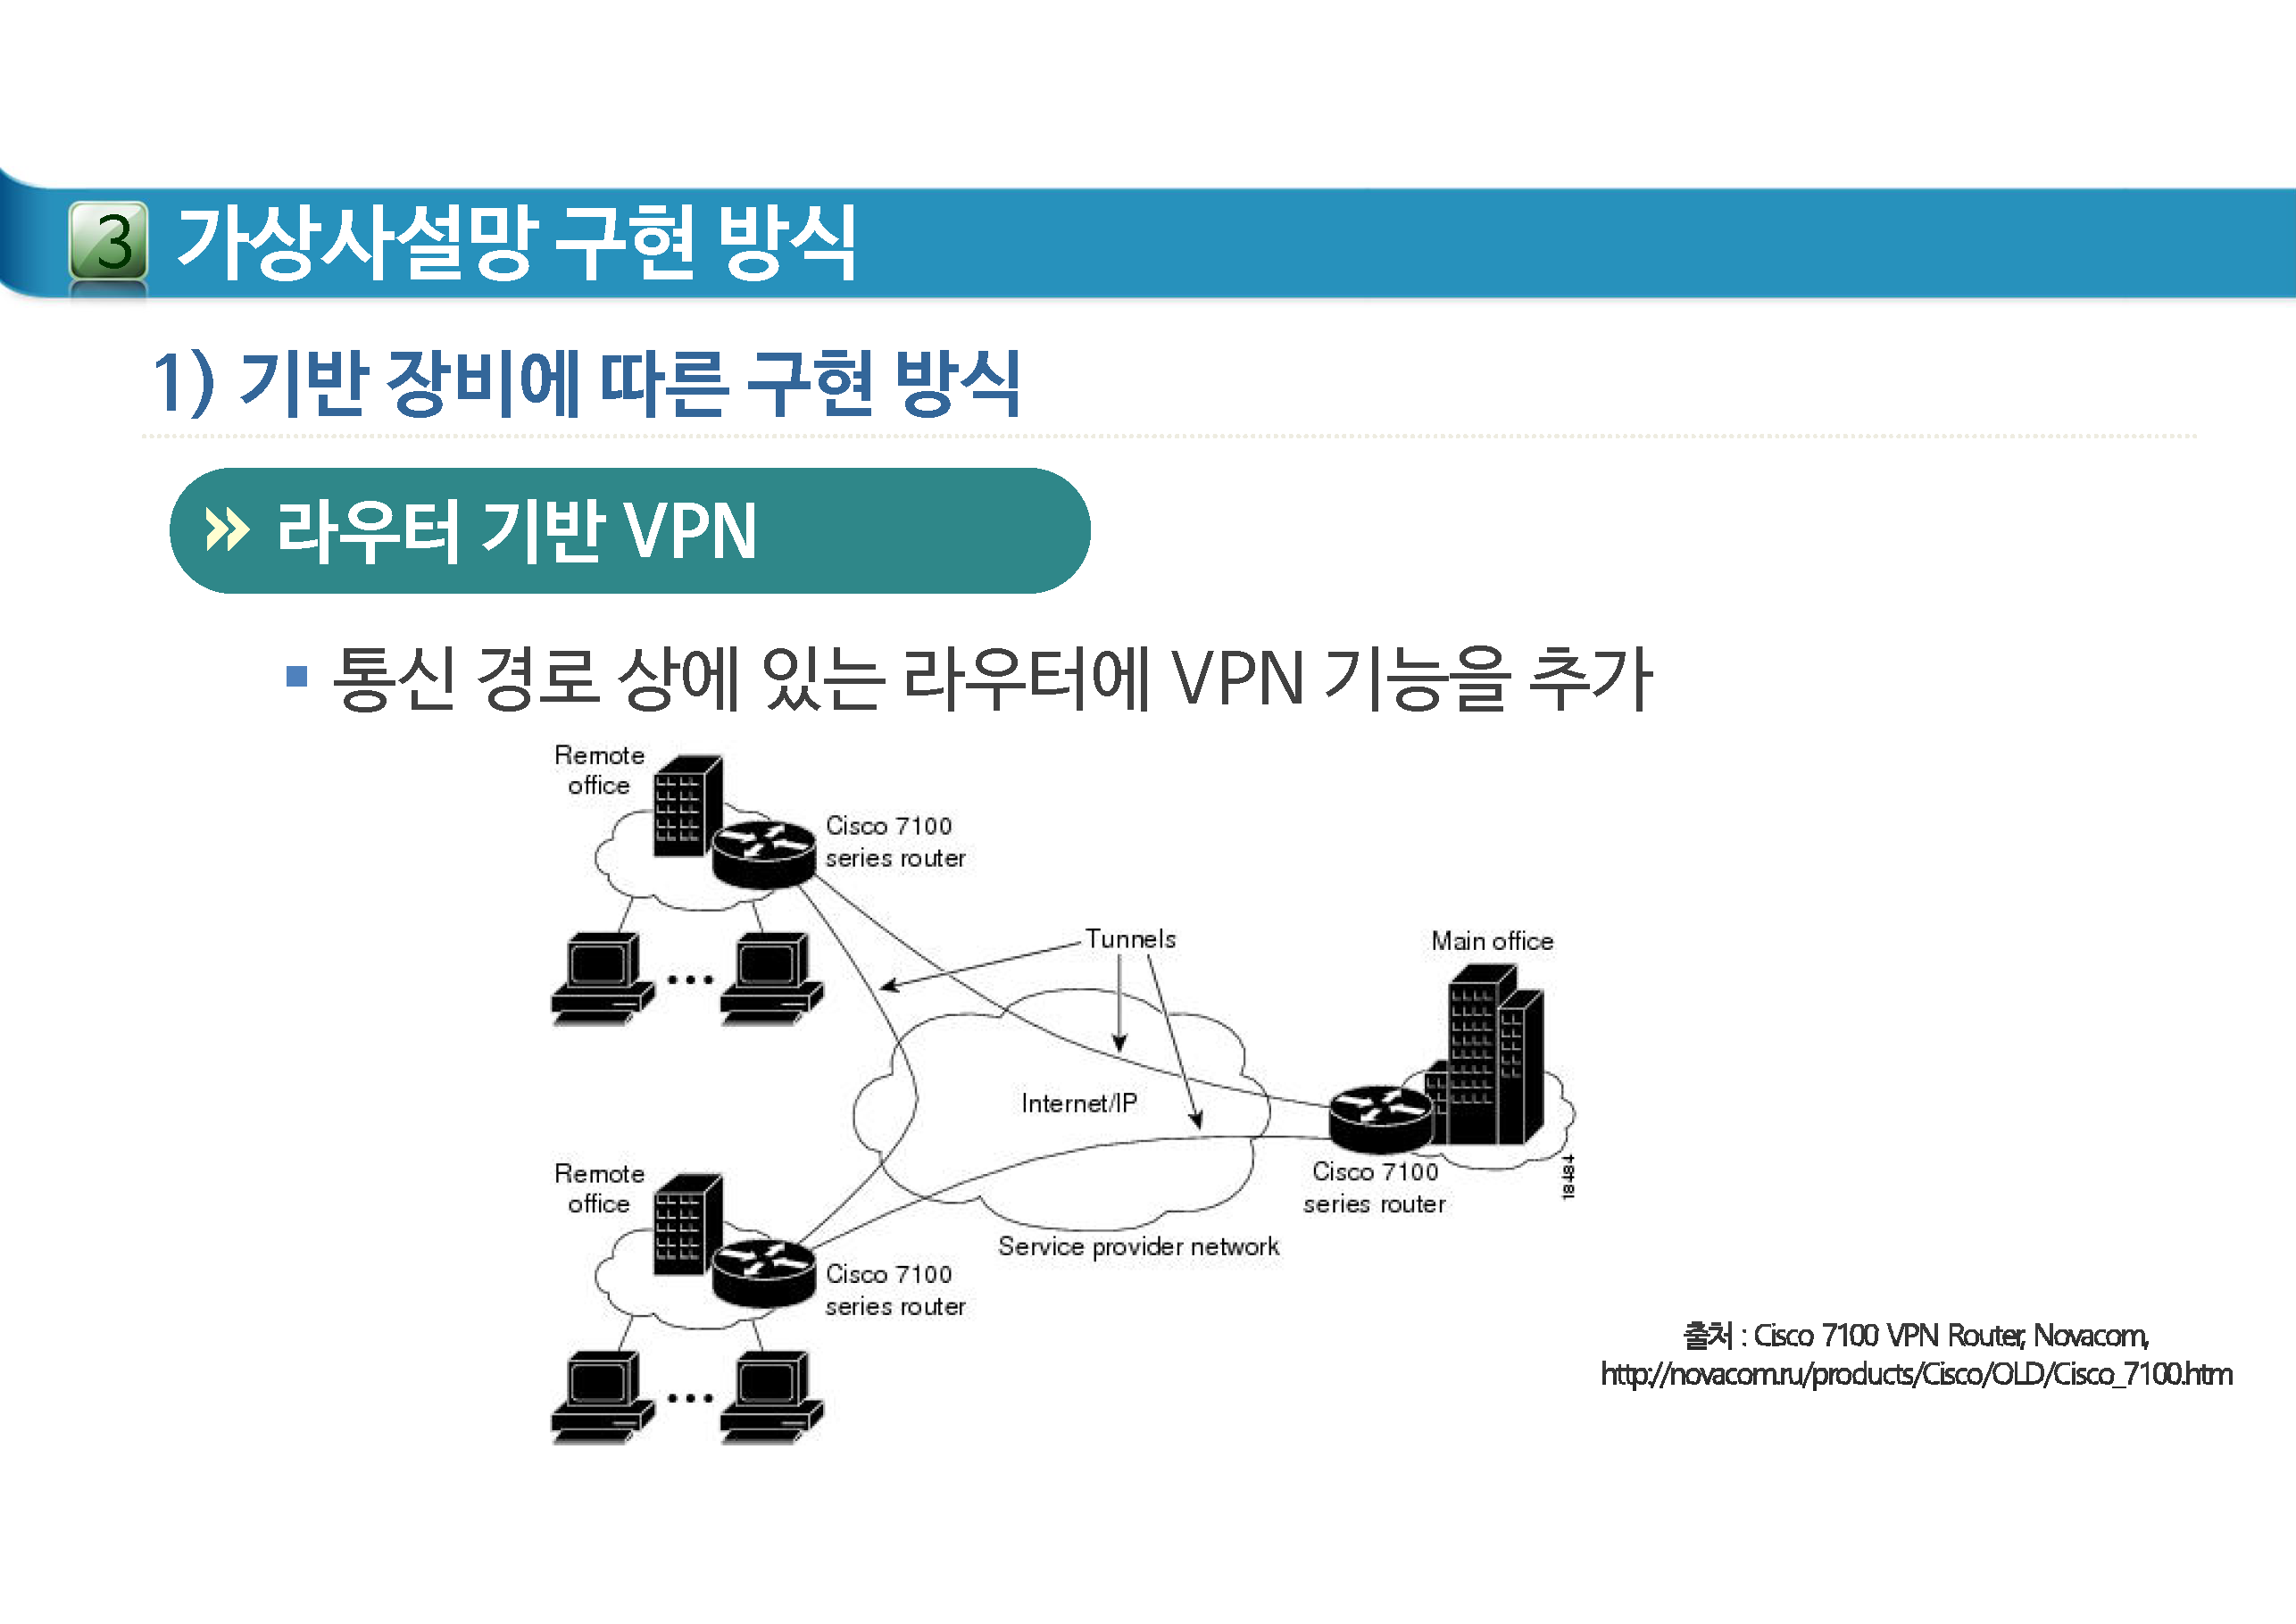 3 가상사설망 구현 방식
1) 기반 장비에 따른 구현 방식
라우터 기반 VPN
통신 경로 상에 있는 라우터에 VPN 기능을 추가
Remote
office
Cisco 7100
series router
Tunnels
Main office
Internet/IP
Remote
office
Cisco 7100
series router
18484
Service provider network
Cisco 7100
series router
출처 : Cisco 7100 VPN Router, Novacom,
http://novacom.ru/products/Cisco/OLD/Cisco_7100.htm